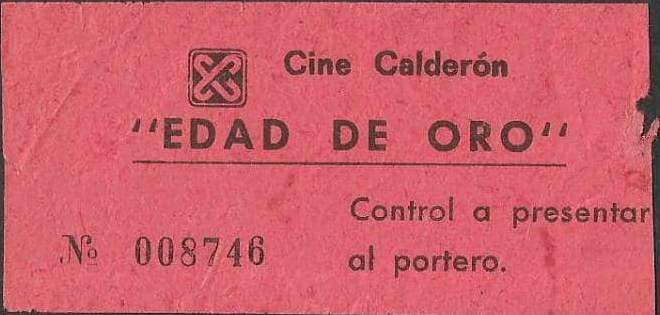 Cine Calderón
"EDAD DE ORO"
Control a presentar
al portero.
Nº 008746